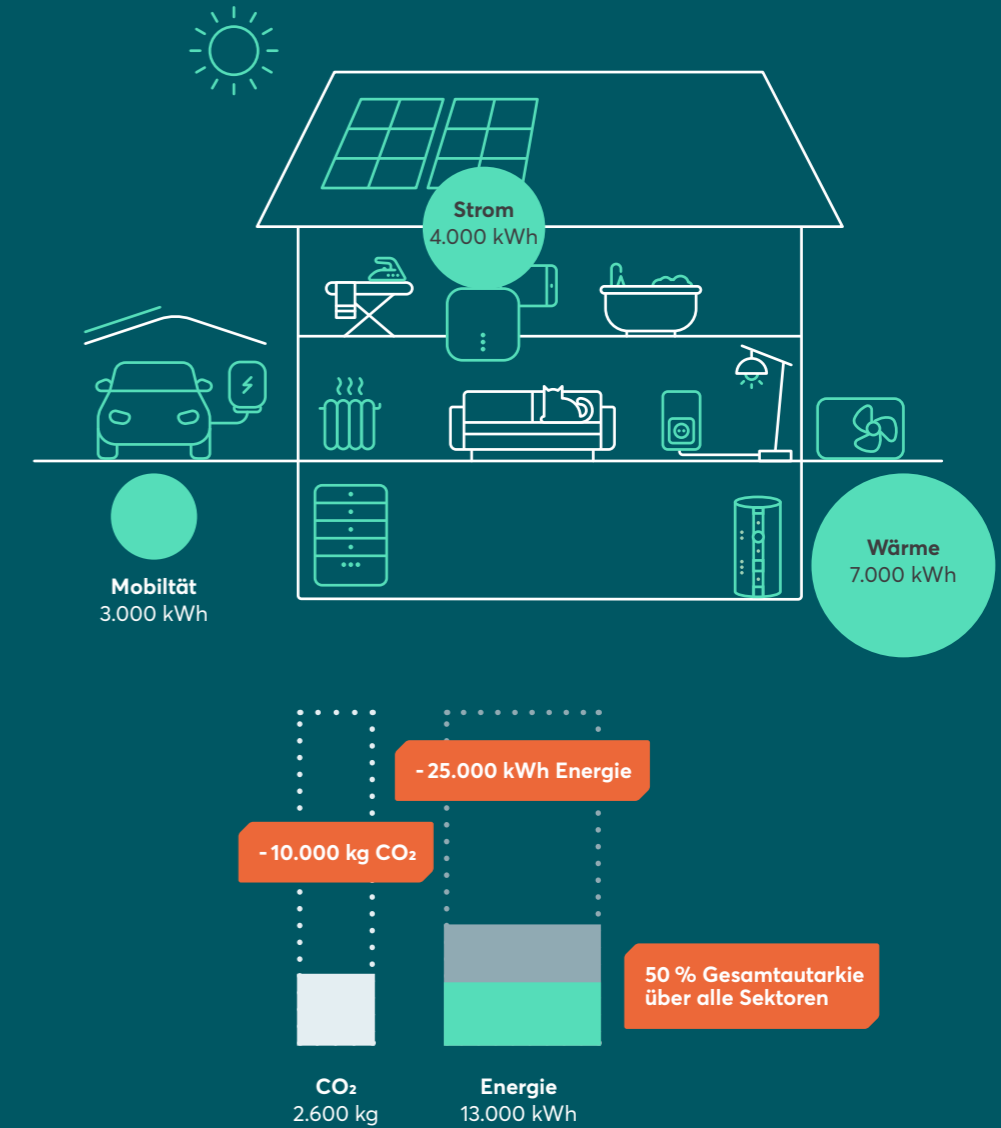 Strom
4.000 kWh
Mobiltät
3.000 kWh
Wärme
7.000 kWh
- 25.000 kWh Energie
- 10.000 kg CO₂
50 % Gesamtautarkie
über alle Sektoren
CO₂
2.600 kg
Energie
13.000 kWh